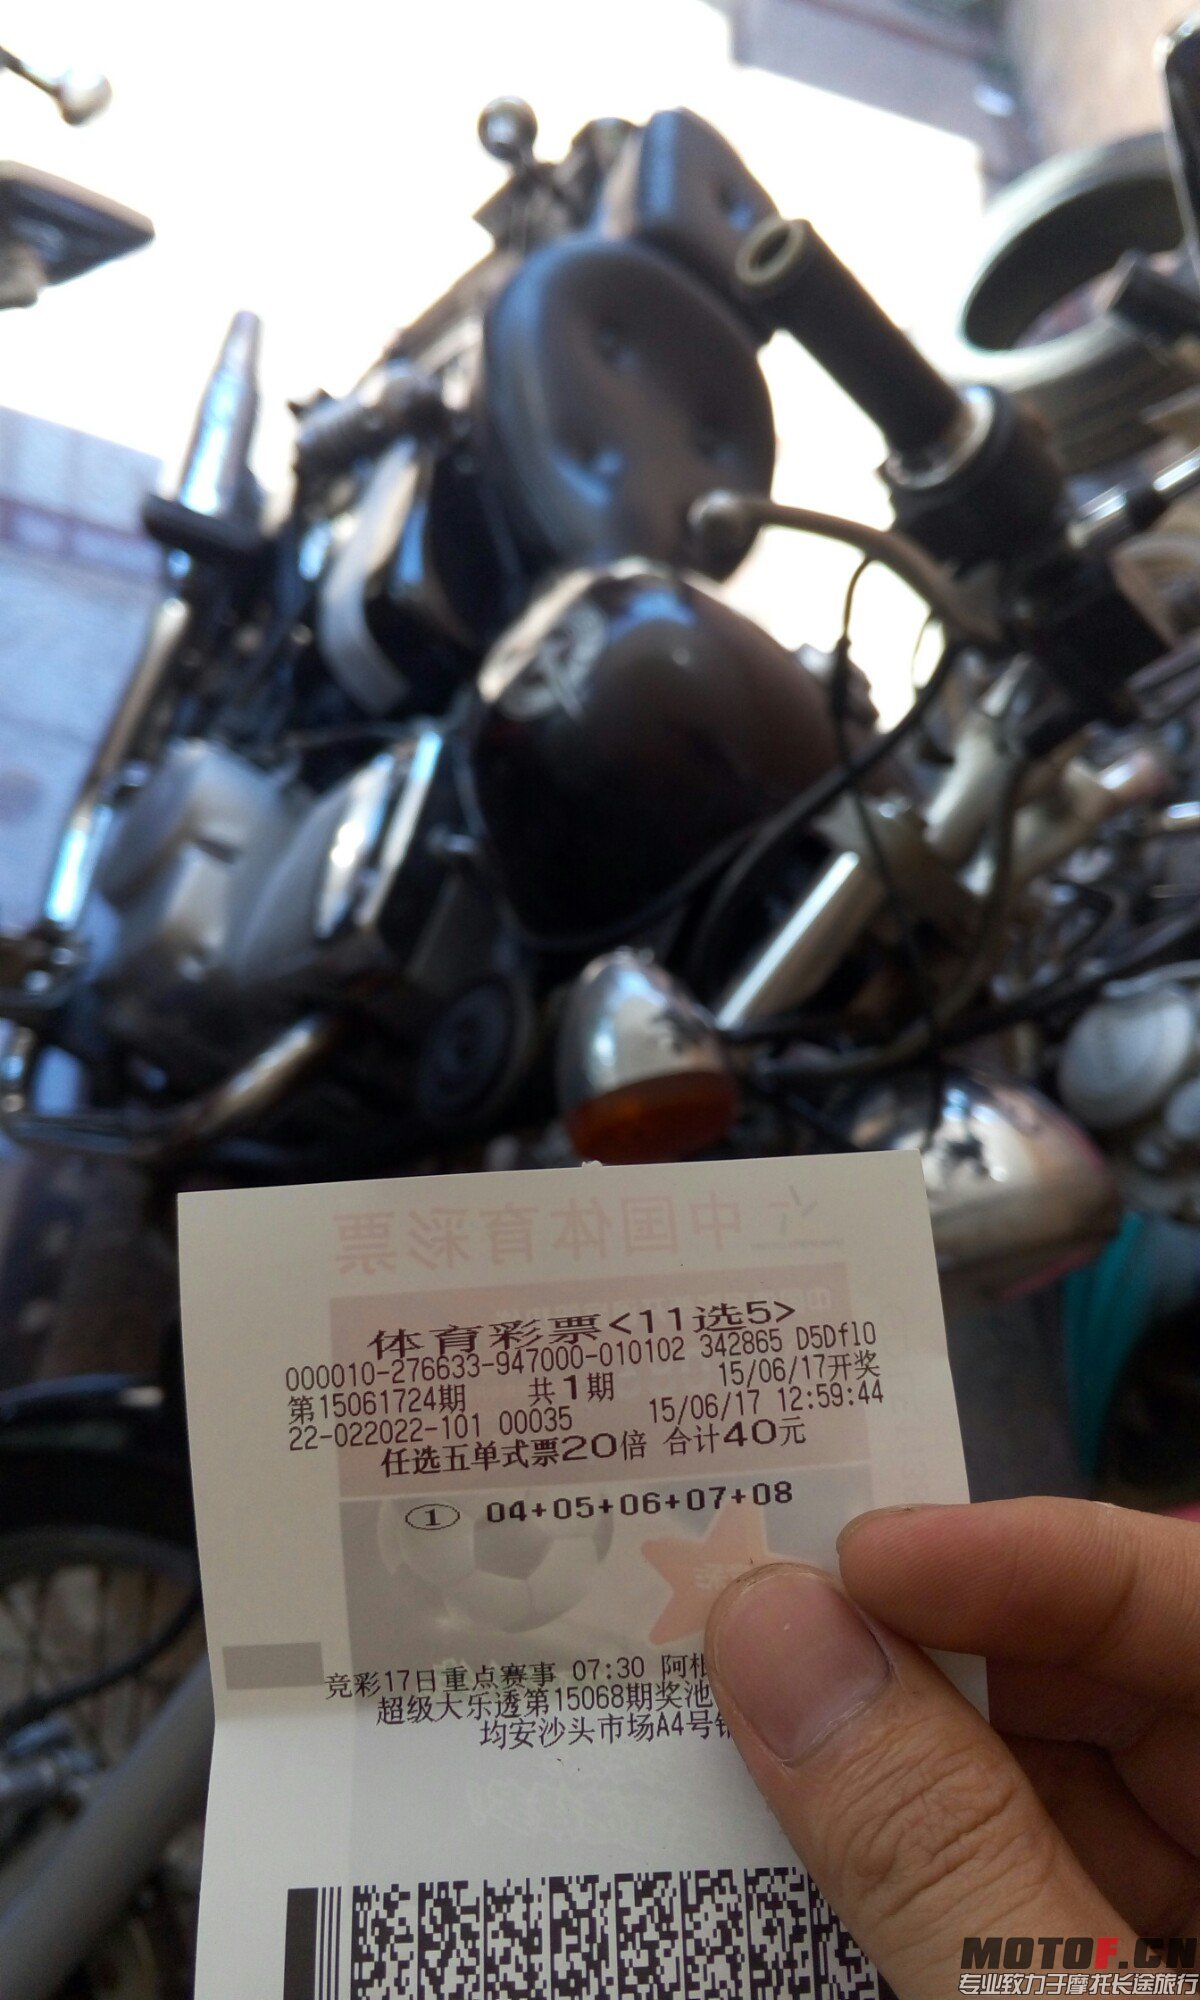 中国体育彩票
体育彩票<11选5>
000010-276633-947000-010102 342865 D5Dfl0
第15061724期 共1期 15/06/17开奖
22-022022-101 00035 15/06/17 12:59:44
任选五单式票20倍 合计40元
① 04+05+06+07+08
竞彩17日重点赛事 07:30 阿根
超级大乐透第15068期奖池
均安沙头市场A4号铺
MOTOF.CN
专业致力于摩托长途旅行